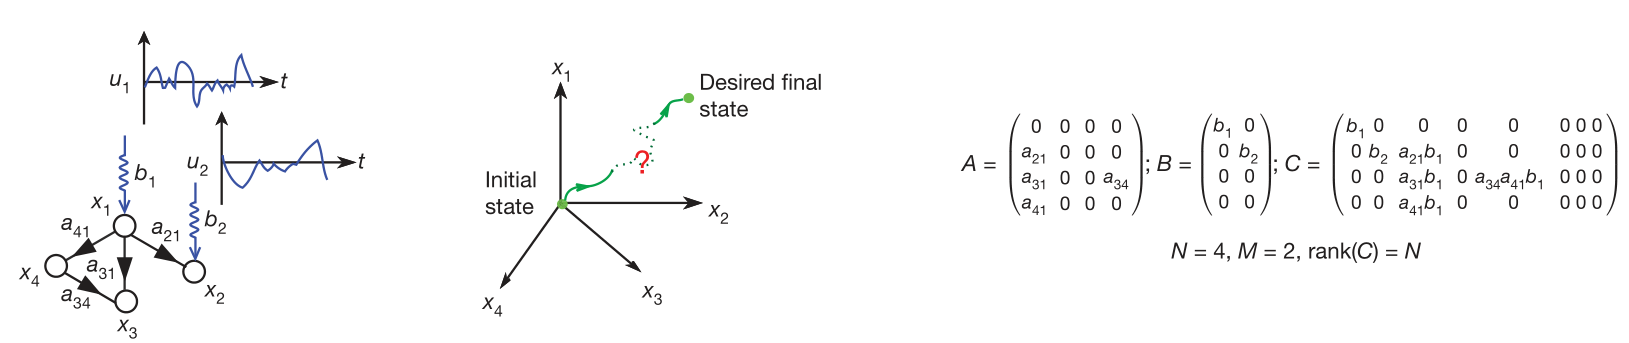 u1
t
u2
t
b1
b2
x1
a41
a21
x4
a31
a34
x2
x3
x1
Desired final
state
?
Initial
state
x2
x3
x4
A = ( 0 0 0 0 ; a21 0 0 0 ; a31 0 0 a34 ; a41 0 0 0 ); B = ( b1 0 ; 0 b2 ; 0 0 ; 0 0 ); C = ( b1 0 0 0 0 0 0 0 ; 0 b2 a21b1 0 0 0 0 0 ; 0 0 a31b1 0 a34a41b1 0 0 0 ; 0 0 a41b1 0 0 0 0 0 )
N = 4, M = 2, rank(C) = N